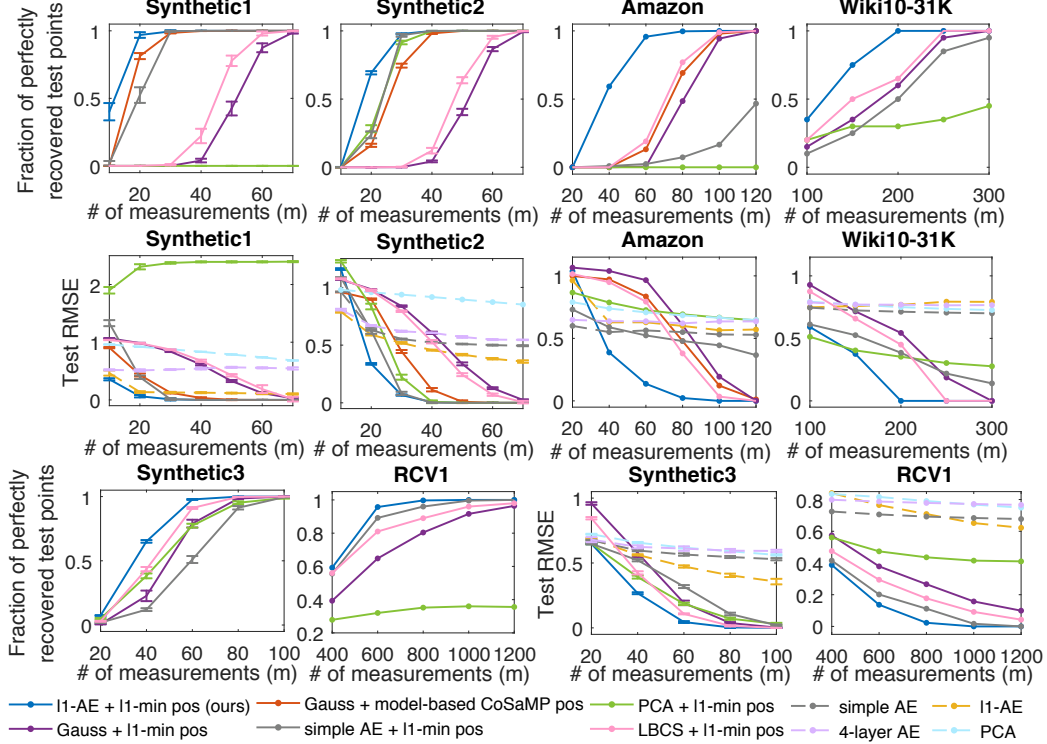 Synthetic1 Synthetic2 Amazon Wiki10-31K
Fraction of perfectly
recovered test points
1 1 1 1
0.5 0.5 0.5 0.5
0 0 0 0
20 40 60 20 40 60 20 40 60 80 100 120 100 200 300
# of measurements (m) # of measurements (m) # of measurements (m) # of measurements (m)
Synthetic1 Synthetic2 Amazon Wiki10-31K
Test RMSE
2 1 1 1
1 0.5 0.5 0.5
0 0 0 0
20 40 60 20 40 60 20 40 60 80 100 120 100 200 300
# of measurements (m) # of measurements (m) # of measurements (m) # of measurements (m)
Synthetic3 RCV1 Synthetic3 RCV1
Fraction of perfectly
recovered test points
Test RMSE
1 1 1 0.8
0.5 0.8 0.5 0.6
0 0.6 0 0.4
0.4 0.2
0.2 0
20 40 60 80 100 400 600 800 1000 1200 20 40 60 80 100 400 600 800 1000 1200
# of measurements (m) # of measurements (m) # of measurements (m) # of measurements (m)
l1-AE + l1-min pos (ours) Gauss + model-based CoSaMP pos PCA + l1-min pos simple AE l1-AE
Gauss + l1-min pos simple AE + l1-min pos LBCS + l1-min pos 4-layer AE PCA